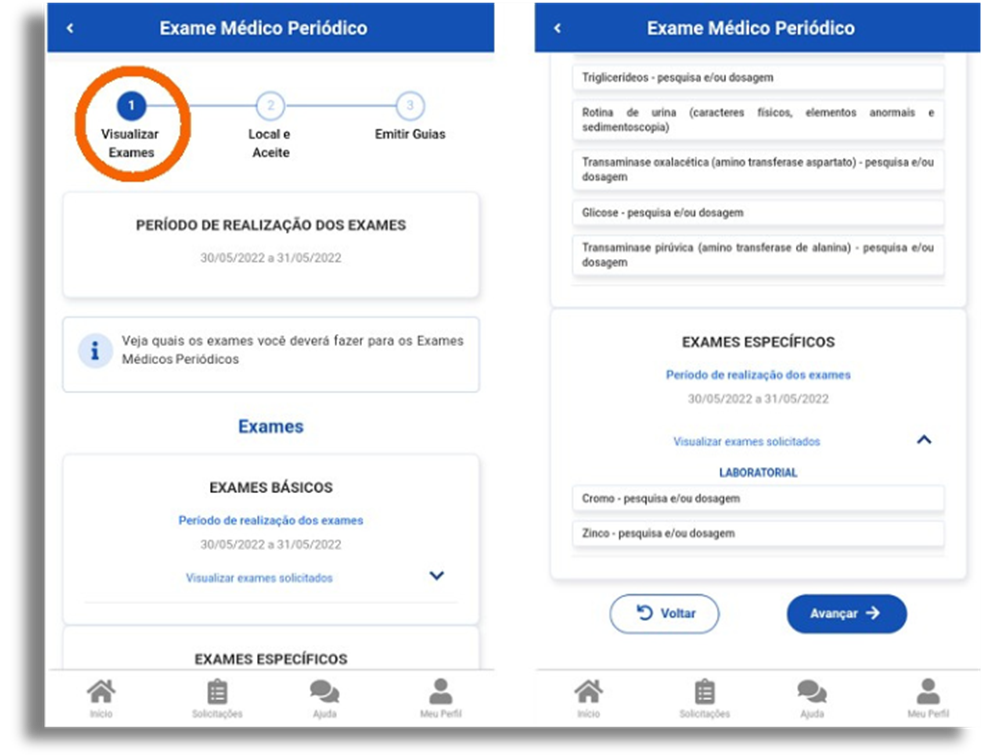 Exame Médico Periódico
1
2
3
Visualizar
Exames
Local e
Aceite
Emitir Guias
PERÍODO DE REALIZAÇÃO DOS EXAMES
30/05/2022 a 31/05/2022
Veja quais os exames você deverá fazer para os Exames
Médicos Periódicos
Exames
EXAMES BÁSICOS
Período de realização dos exames
30/05/2022 a 31/05/2022
Visualizar exames solicitados
EXAMES ESPECÍFICOS
Início
Solicitações
Ajuda
Meu Perfil
Exame Médico Periódico
Triglicerídeos - pesquisa e/ou dosagem
Rotina de urina (caracteres físicos, elementos anormais e
sedimentoscopia)
Transaminase oxalacética (amino transferase aspartato) - pesquisa e/ou
dosagem
Glicose - pesquisa e/ou dosagem
Transaminase pirúvica (amino transferase de alanina) - pesquisa e/ou
dosagem
EXAMES ESPECÍFICOS
Período de realização dos exames
30/05/2022 a 31/05/2022
Visualizar exames solicitados
LABORATORIAL
Cromo - pesquisa e/ou dosagem
Zinco - pesquisa e/ou dosagem
Voltar
Avançar
Início
Solicitações
Ajuda
Meu Perfil